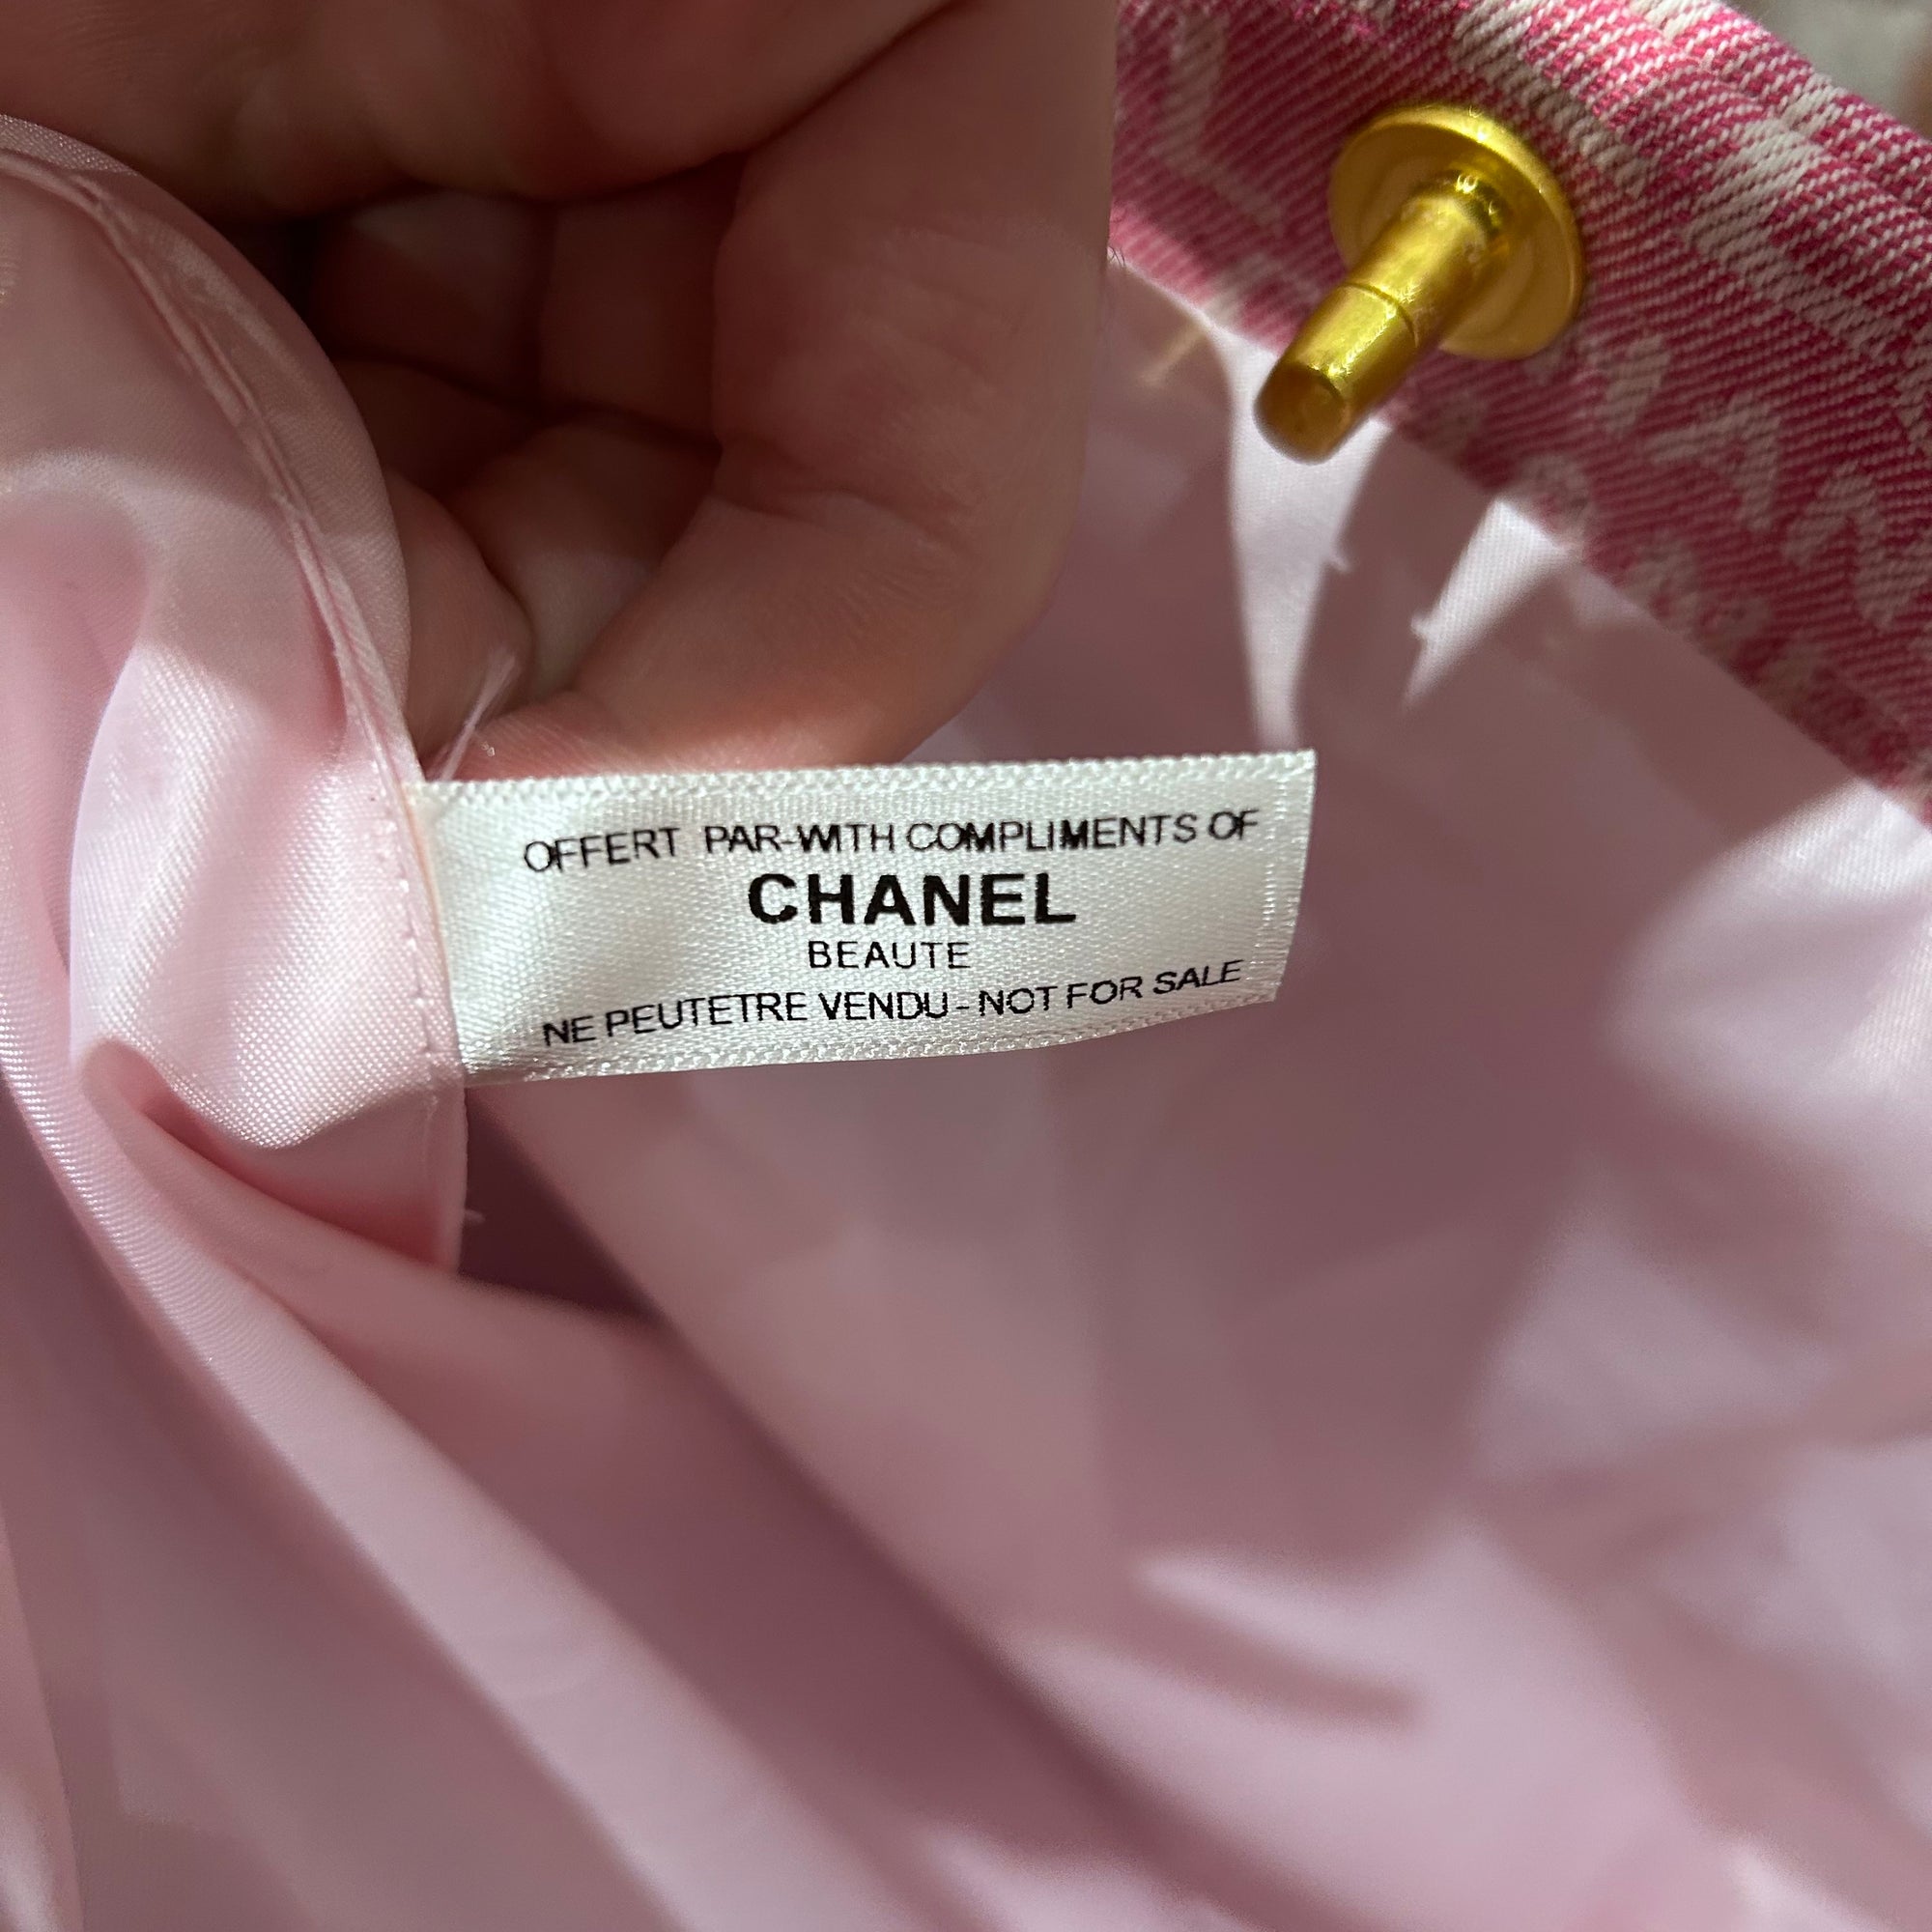 OFFERT PAR-WITH COMPLIMENTS OF
CHANEL
BEAUTE
NE PEUTETRE VENDU - NOT FOR SALE